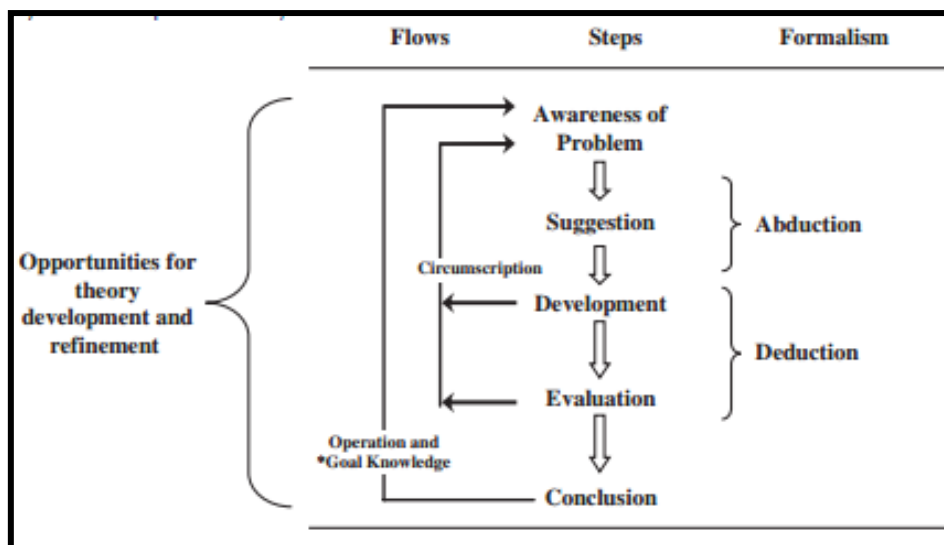 Flows Steps Formalism
Awareness of
Problem
Suggestion
Abduction
Opportunities for
theory
development and
refinement
Circumscription
Development
Deduction
Evaluation
Operation and
*Goal Knowledge
Conclusion